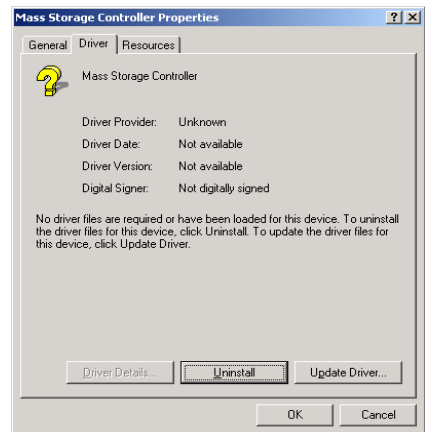 Mass Storage Controller Properties
General Driver Resources
Mass Storage Controller
Driver Provider: Unknown
Driver Date: Not available
Driver Version: Not available
Digital Signer: Not digitally signed
No driver files are required or have been loaded for this device. To uninstall
the driver files for this device, click Uninstall. To update the driver files for
this device, click Update Driver.
Driver Details... Uninstall Update Driver...
OK Cancel